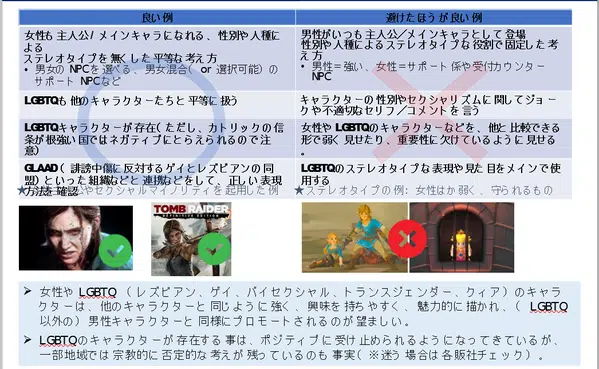 良い例
避けたほうが良い例
女性も主人公/メインキャラになれる、性別や人種に
よる
ステレオタイプを無くした平等な考え方
• 男女のNPCを選べる、男女混合( or 選択可能)の
サポート NPCなど
男性がいつも主人公/メインキャラとして登場
性別や人種によるステレオタイプな役割で固定した考
え方
• 男性=強い、女性=サポート係や受付カウンター
NPC
LGBTQも他のキャラクターたちと平等に扱う
キャラクターの性別やセクシャリズムに関してジョー
クや不適切なセリフ/コメントを言う
LGBTQキャラクターが存在(ただし、カトリックの信
条が根強い国ではネガティブにとらえられるので注
意)
女性やLGBTQのキャラクターなどを、他と比較できる
形で弱く見せたり、重要性に欠けているように見せる
。
GLAAD(誹謗中傷に反対するゲイとレズビアンの同
盟)といった組織などと連携などをして、正しい表現
方法を確認
LGBTQのステレオタイプな表現や見た目をメインで使
用する
やセクシャルマイノリティを起用した例
★ステレオタイプの例:女性はか弱く、守られるもの
TOMB RAIDER
DEFINITIVE EDITION
➢ 女性や LGBTQ (レズビアン、ゲイ、バイセクシャル、トランスジェンダー、クィア)のキャラ
クターは、他のキャラクターと同じように強く、興味を持ちやすく、魅力的に描かれ、( LGBTQ
以外の)男性キャラクターと同様にプロモートされるのが望ましい。
➢ LGBTQのキャラクターが存在する事は、ポジティブに受け止められるようになってきているが、
一部地域では宗教的に否定的な考えが残っているのも事実(※迷う場合は各販社チェック)。